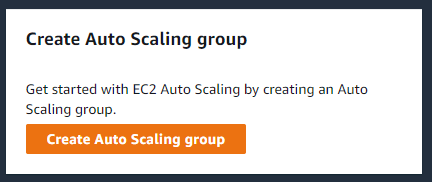 Create Auto Scaling group
Get started with EC2 Auto Scaling by creating an Auto
Scaling group.
Create Auto Scaling group